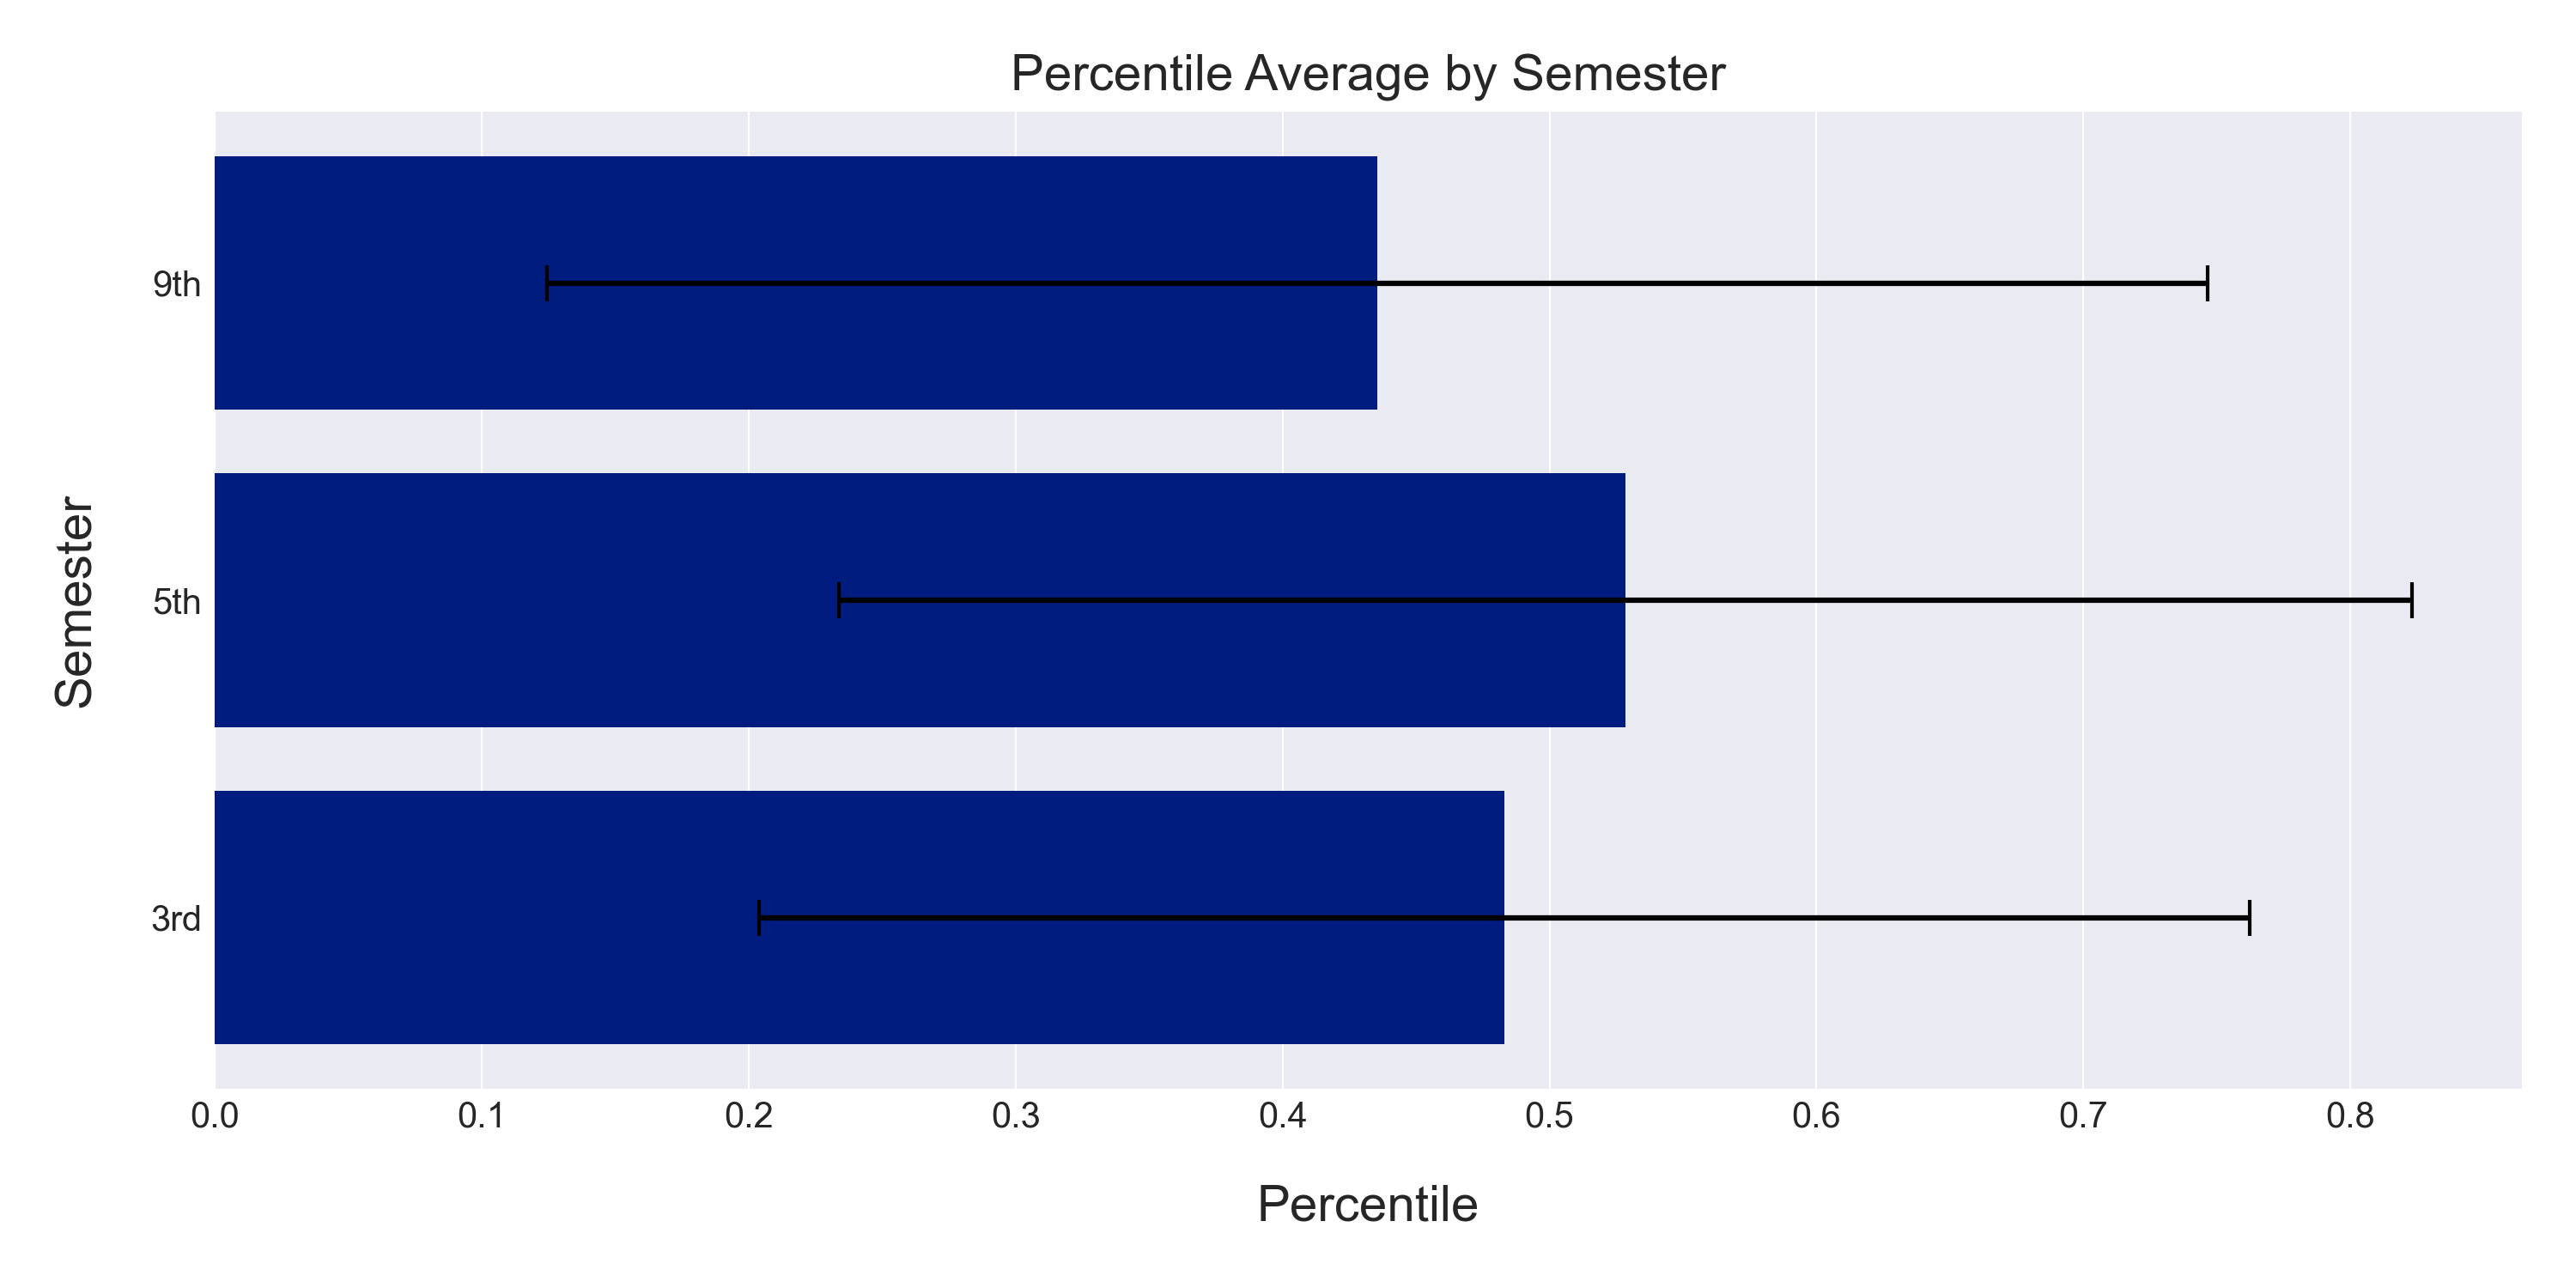 Percentile Average by Semester
Semester
9th
5th
3rd
0.0 0.1 0.2 0.3 0.4 0.5 0.6 0.7 0.8
Percentile